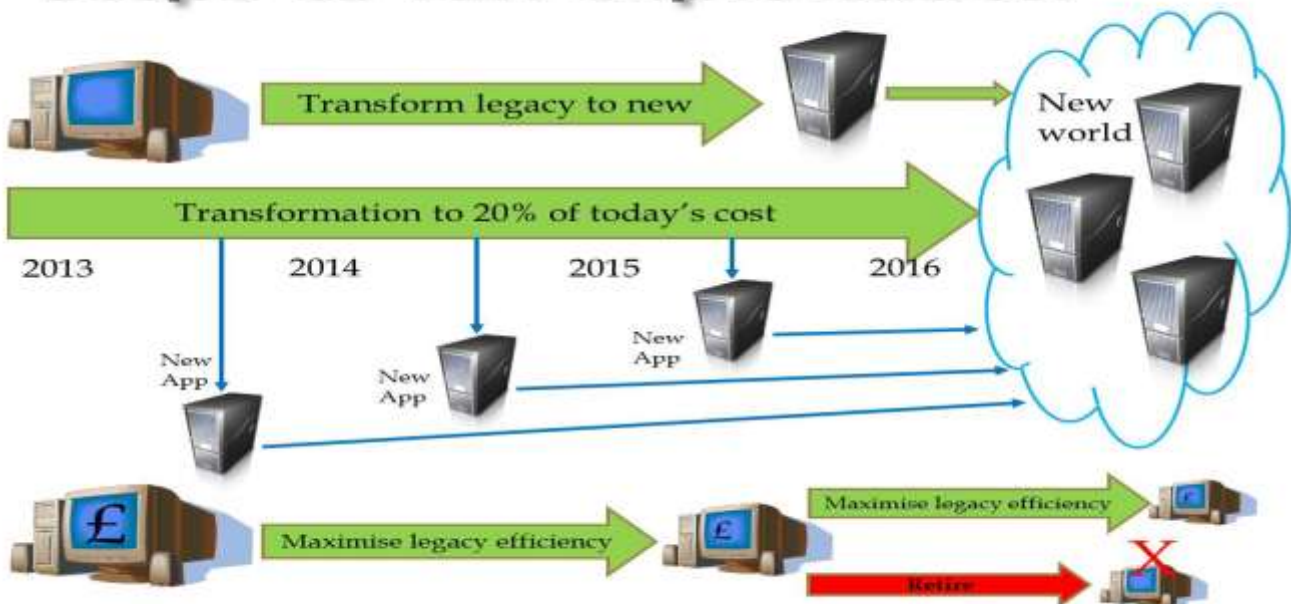 Transform legacy to new
New
world
Transformation to 20% of today's cost
2013
2014
2015
2016
New
App
New
App
New
App
£
Maximise legacy efficiency
£
Maximise legacy efficiency
£
Retire
X